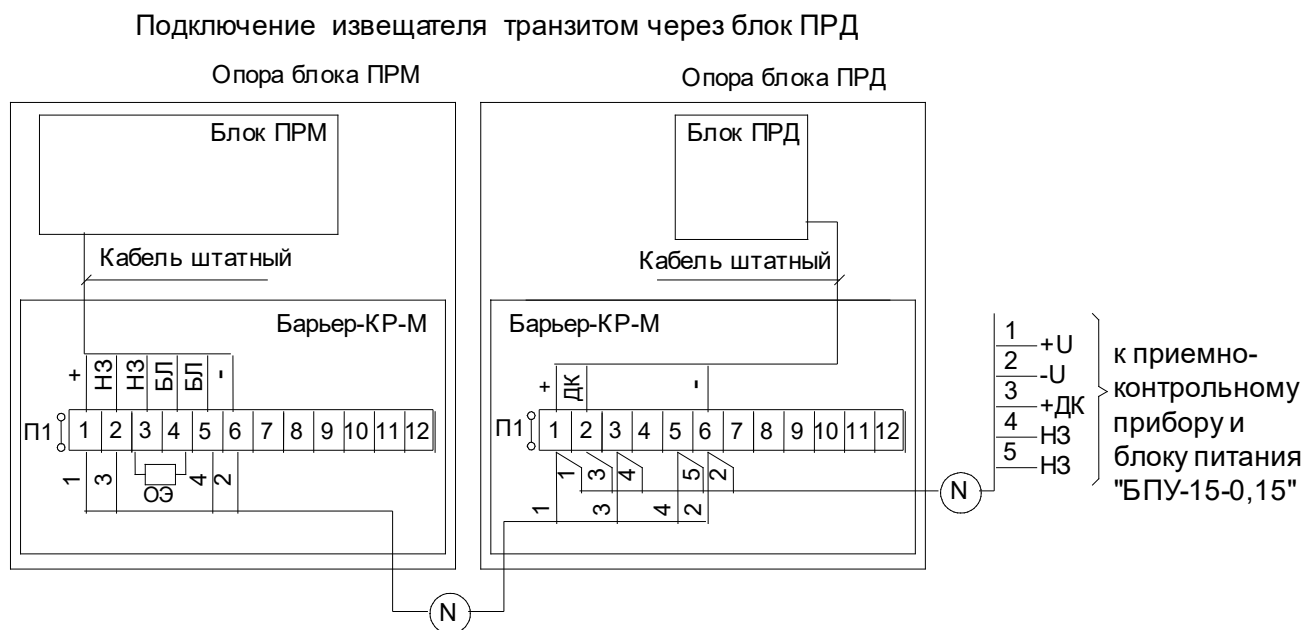 Подключение извещателя транзитом через блок ПРД
Опора блока ПРМ
Опора блока ПРД
Блок ПРМ
Блок ПРД
Кабель штатный
Кабель штатный
Барьер-КР-М
Барьер-КР-М
+ НЗ НЗ БЛ БЛ -
П1 1 2 3 4 5 6 7 8 9 10 11 12
1 3 ОЭ 4 2
+ ДК -
П1 1 2 3 4 5 6 7 8 9 10 11 12
1 3 4 5 2
1 3 4 2
N
N
1 +U
2 -U
3 +ДК
4 НЗ
5 НЗ
к приемно-
контрольному
прибору и
блоку питания
"БПУ-15-0,15"